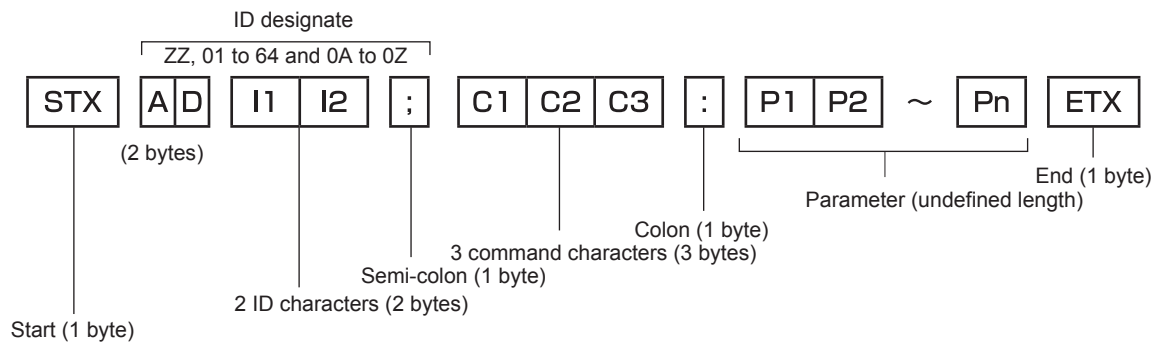 ID designate
ZZ, 01 to 64 and 0A to 0Z
STX A D I1 I2 ; C1 C2 C3 : P1 P2 ～ Pn ETX
(2 bytes)
End (1 byte)
Parameter (undefined length)
Colon (1 byte)
3 command characters (3 bytes)
Semi-colon (1 byte)
2 ID characters (2 bytes)
Start (1 byte)